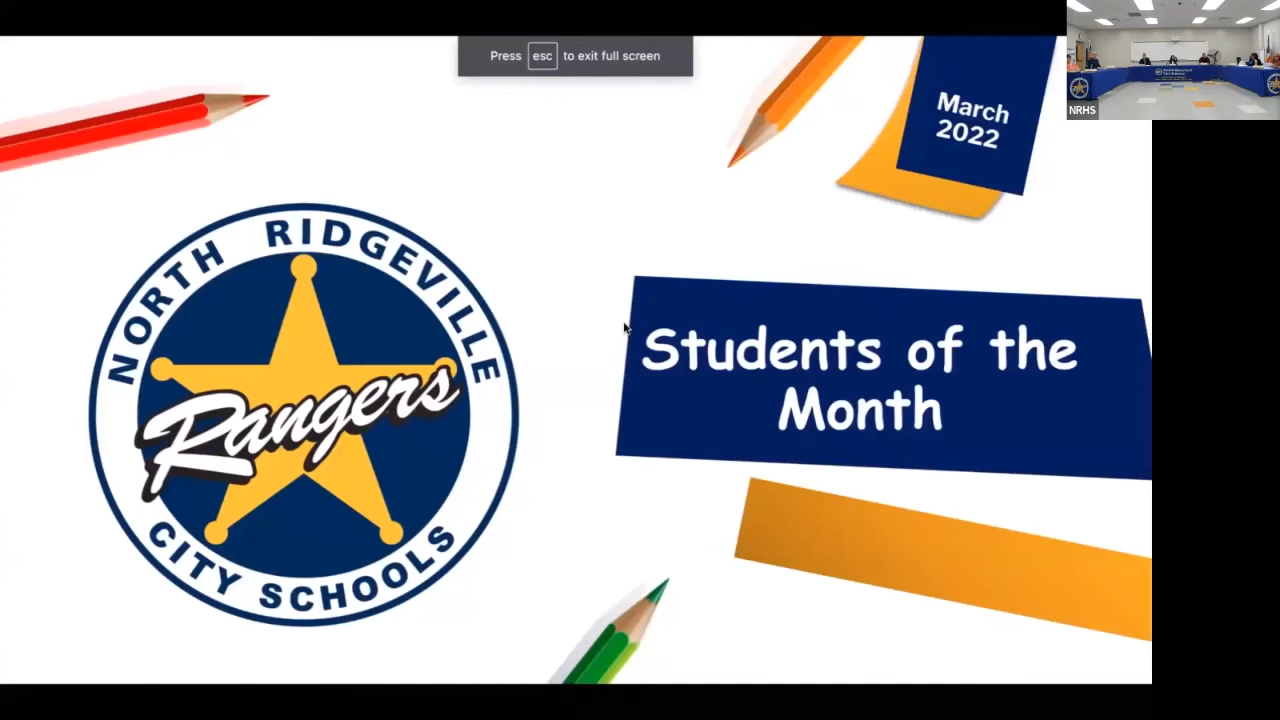 Press esc to exit full screen
March
2022
NRHS
NORTH RIDGEVILLE
Rangers
CITY SCHOOLS
Students of the
Month